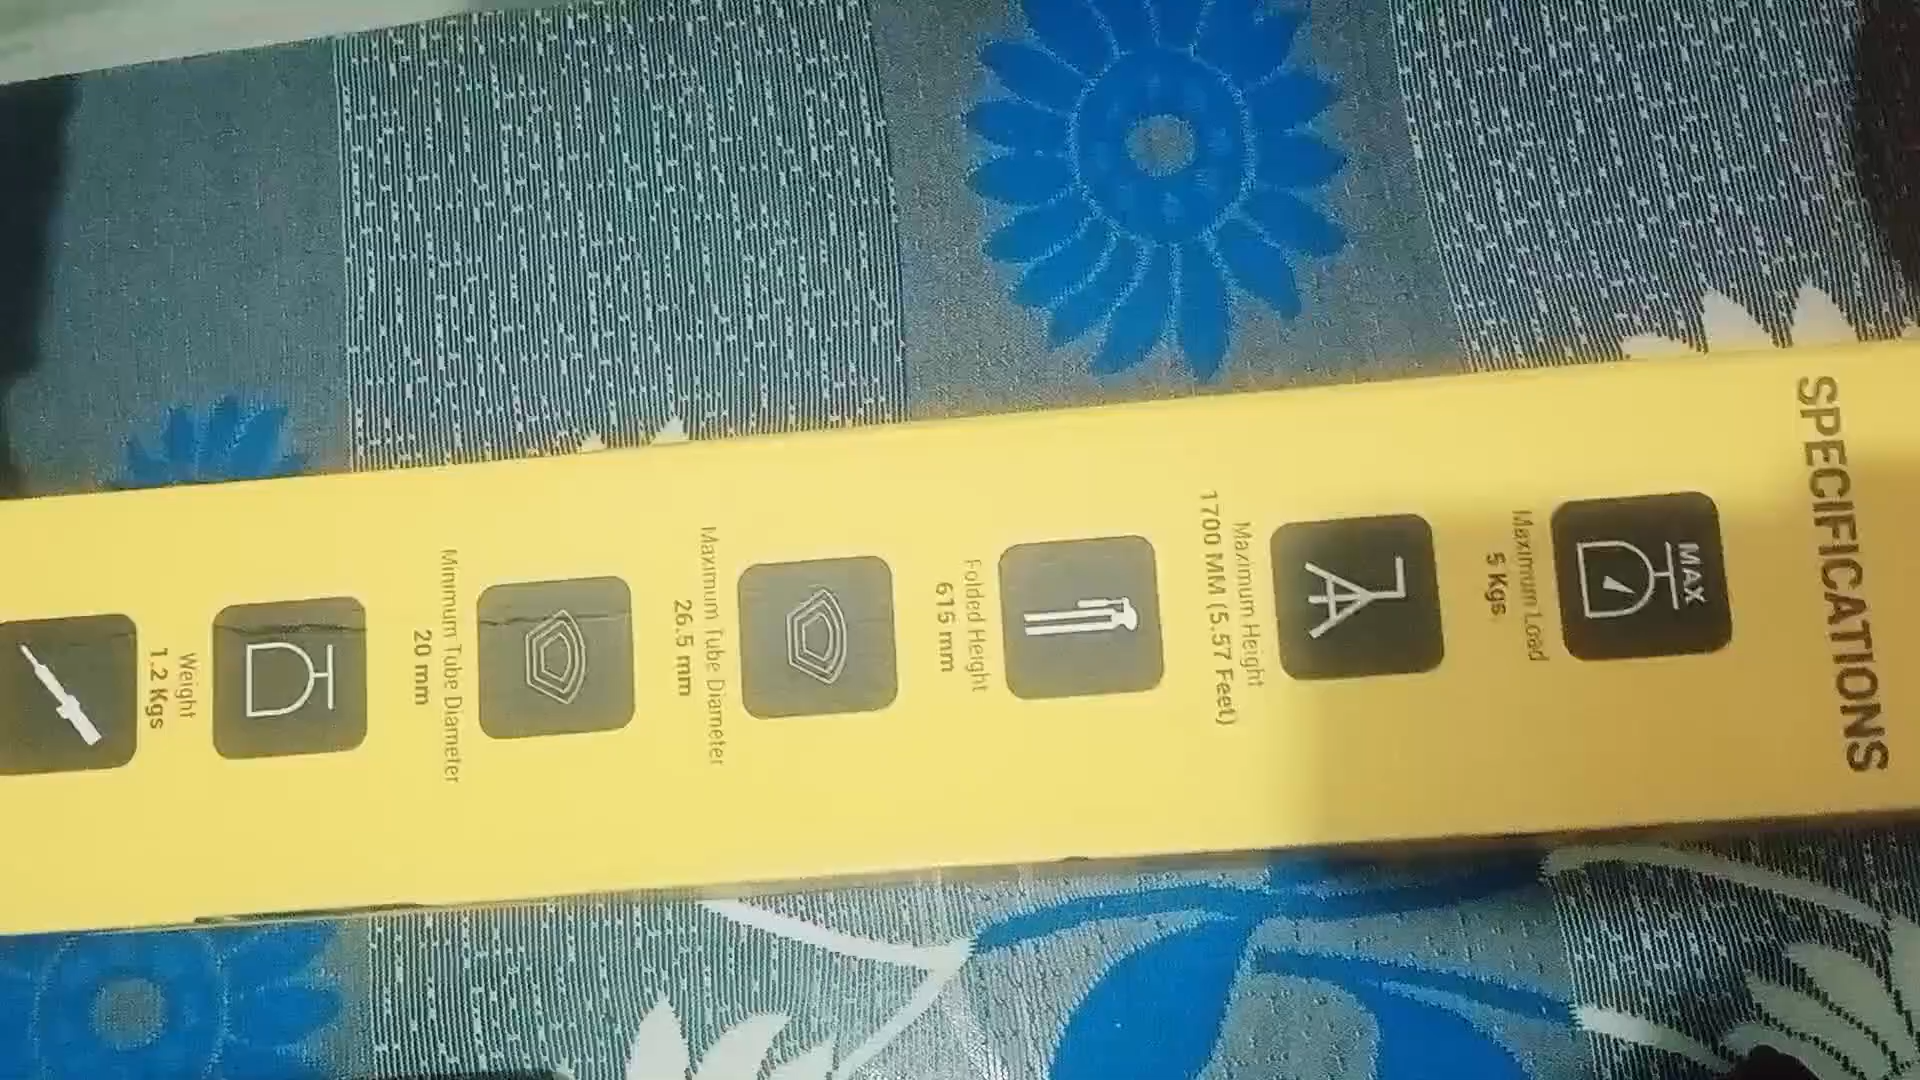 SPECIFICATIONS
MAX
Maximum Load
5 Kgs
Maximum Height
1700 MM (5.57 Feet)
Folded Height
615 mm
Maximum Tube Diameter
26.5 mm
Minimum Tube Diameter
20 mm
Weight
1.2 Kgs